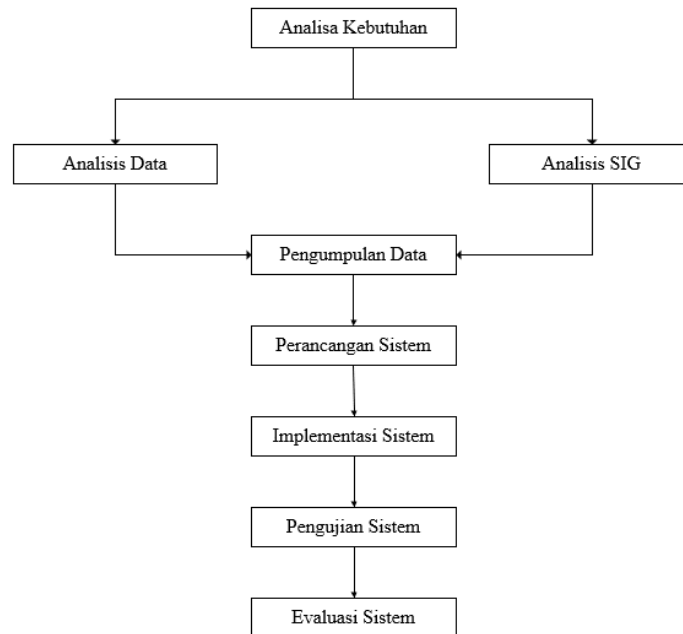 Analisa Kebutuhan
Analisis Data
Analisis SIG
Pengumpulan Data
Perancangan Sistem
Implementasi Sistem
Pengujian Sistem
Evaluasi Sistem